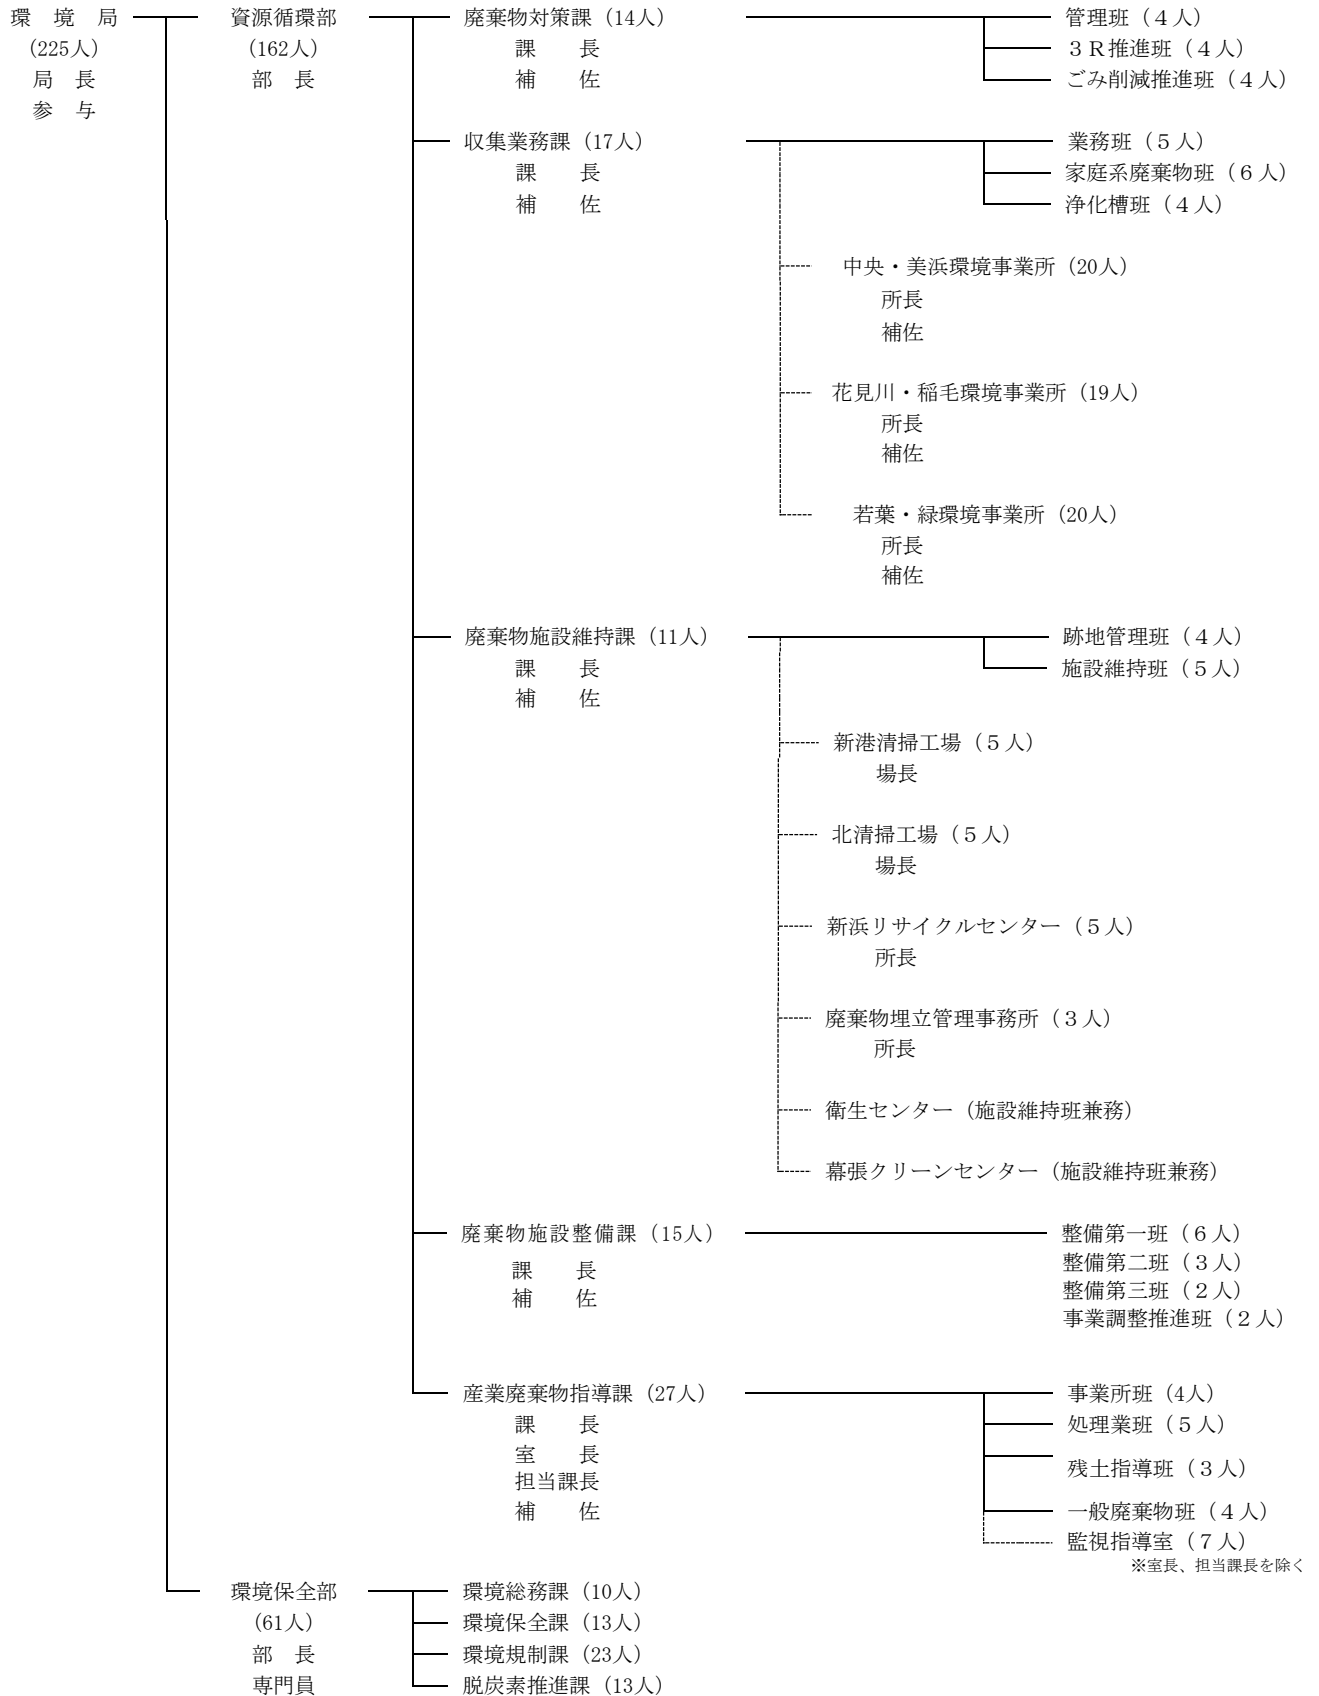 環　境　局　資源循環部　廃棄物対策課（14人）　管理班（４人）
（225人）　（162人）　課　　長　３Ｒ推進班（４人）
局　長　部　長　補　　佐　ごみ削減推進班（４人）
参　与
収集業務課（17人）　業務班（５人）
課　　長　家庭系廃棄物班（６人）
補　　佐　浄化槽班（４人）
中央・美浜環境事業所（20人）
所長
補佐
花見川・稲毛環境事業所（19人）
所長
補佐
若葉・緑環境事業所（20人）
所長
補佐
廃棄物施設維持課（11人）　跡地管理班（４人）
課　　長　施設維持班（５人）
補　　佐
新港清掃工場（５人）
場長
北清掃工場（５人）
場長
新浜リサイクルセンター（５人）
所長
廃棄物埋立管理事務所（３人）
所長
衛生センター（施設維持班兼務）
幕張クリーンセンター（施設維持班兼務）
廃棄物施設整備課（15人）　整備第一班（６人）
課　　長　整備第二班（３人）
補　　佐　整備第三班（２人）
事業調整推進班（２人）
産業廃棄物指導課（27人）　事業所班（4人）
課　　長　処理業班（５人）
室　　長　残土指導班（３人）
担当課長
補　　佐　一般廃棄物班（４人）
監視指導室（７人）
※室長、担当課長を除く
環境保全部　環境総務課（10人）
（61人）　環境保全課（13人）
部　長　環境規制課（23人）
専門員　脱炭素推進課（13人）